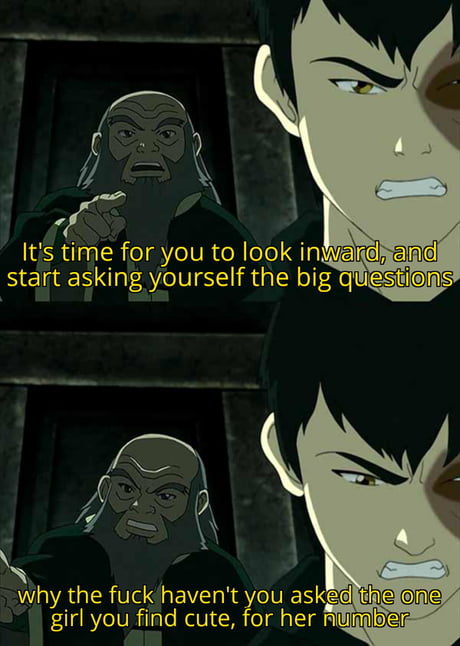 It's time for you to look inward, and
start asking yourself the big questions
why the fuck haven't you asked the one
girl you find cute, for her number